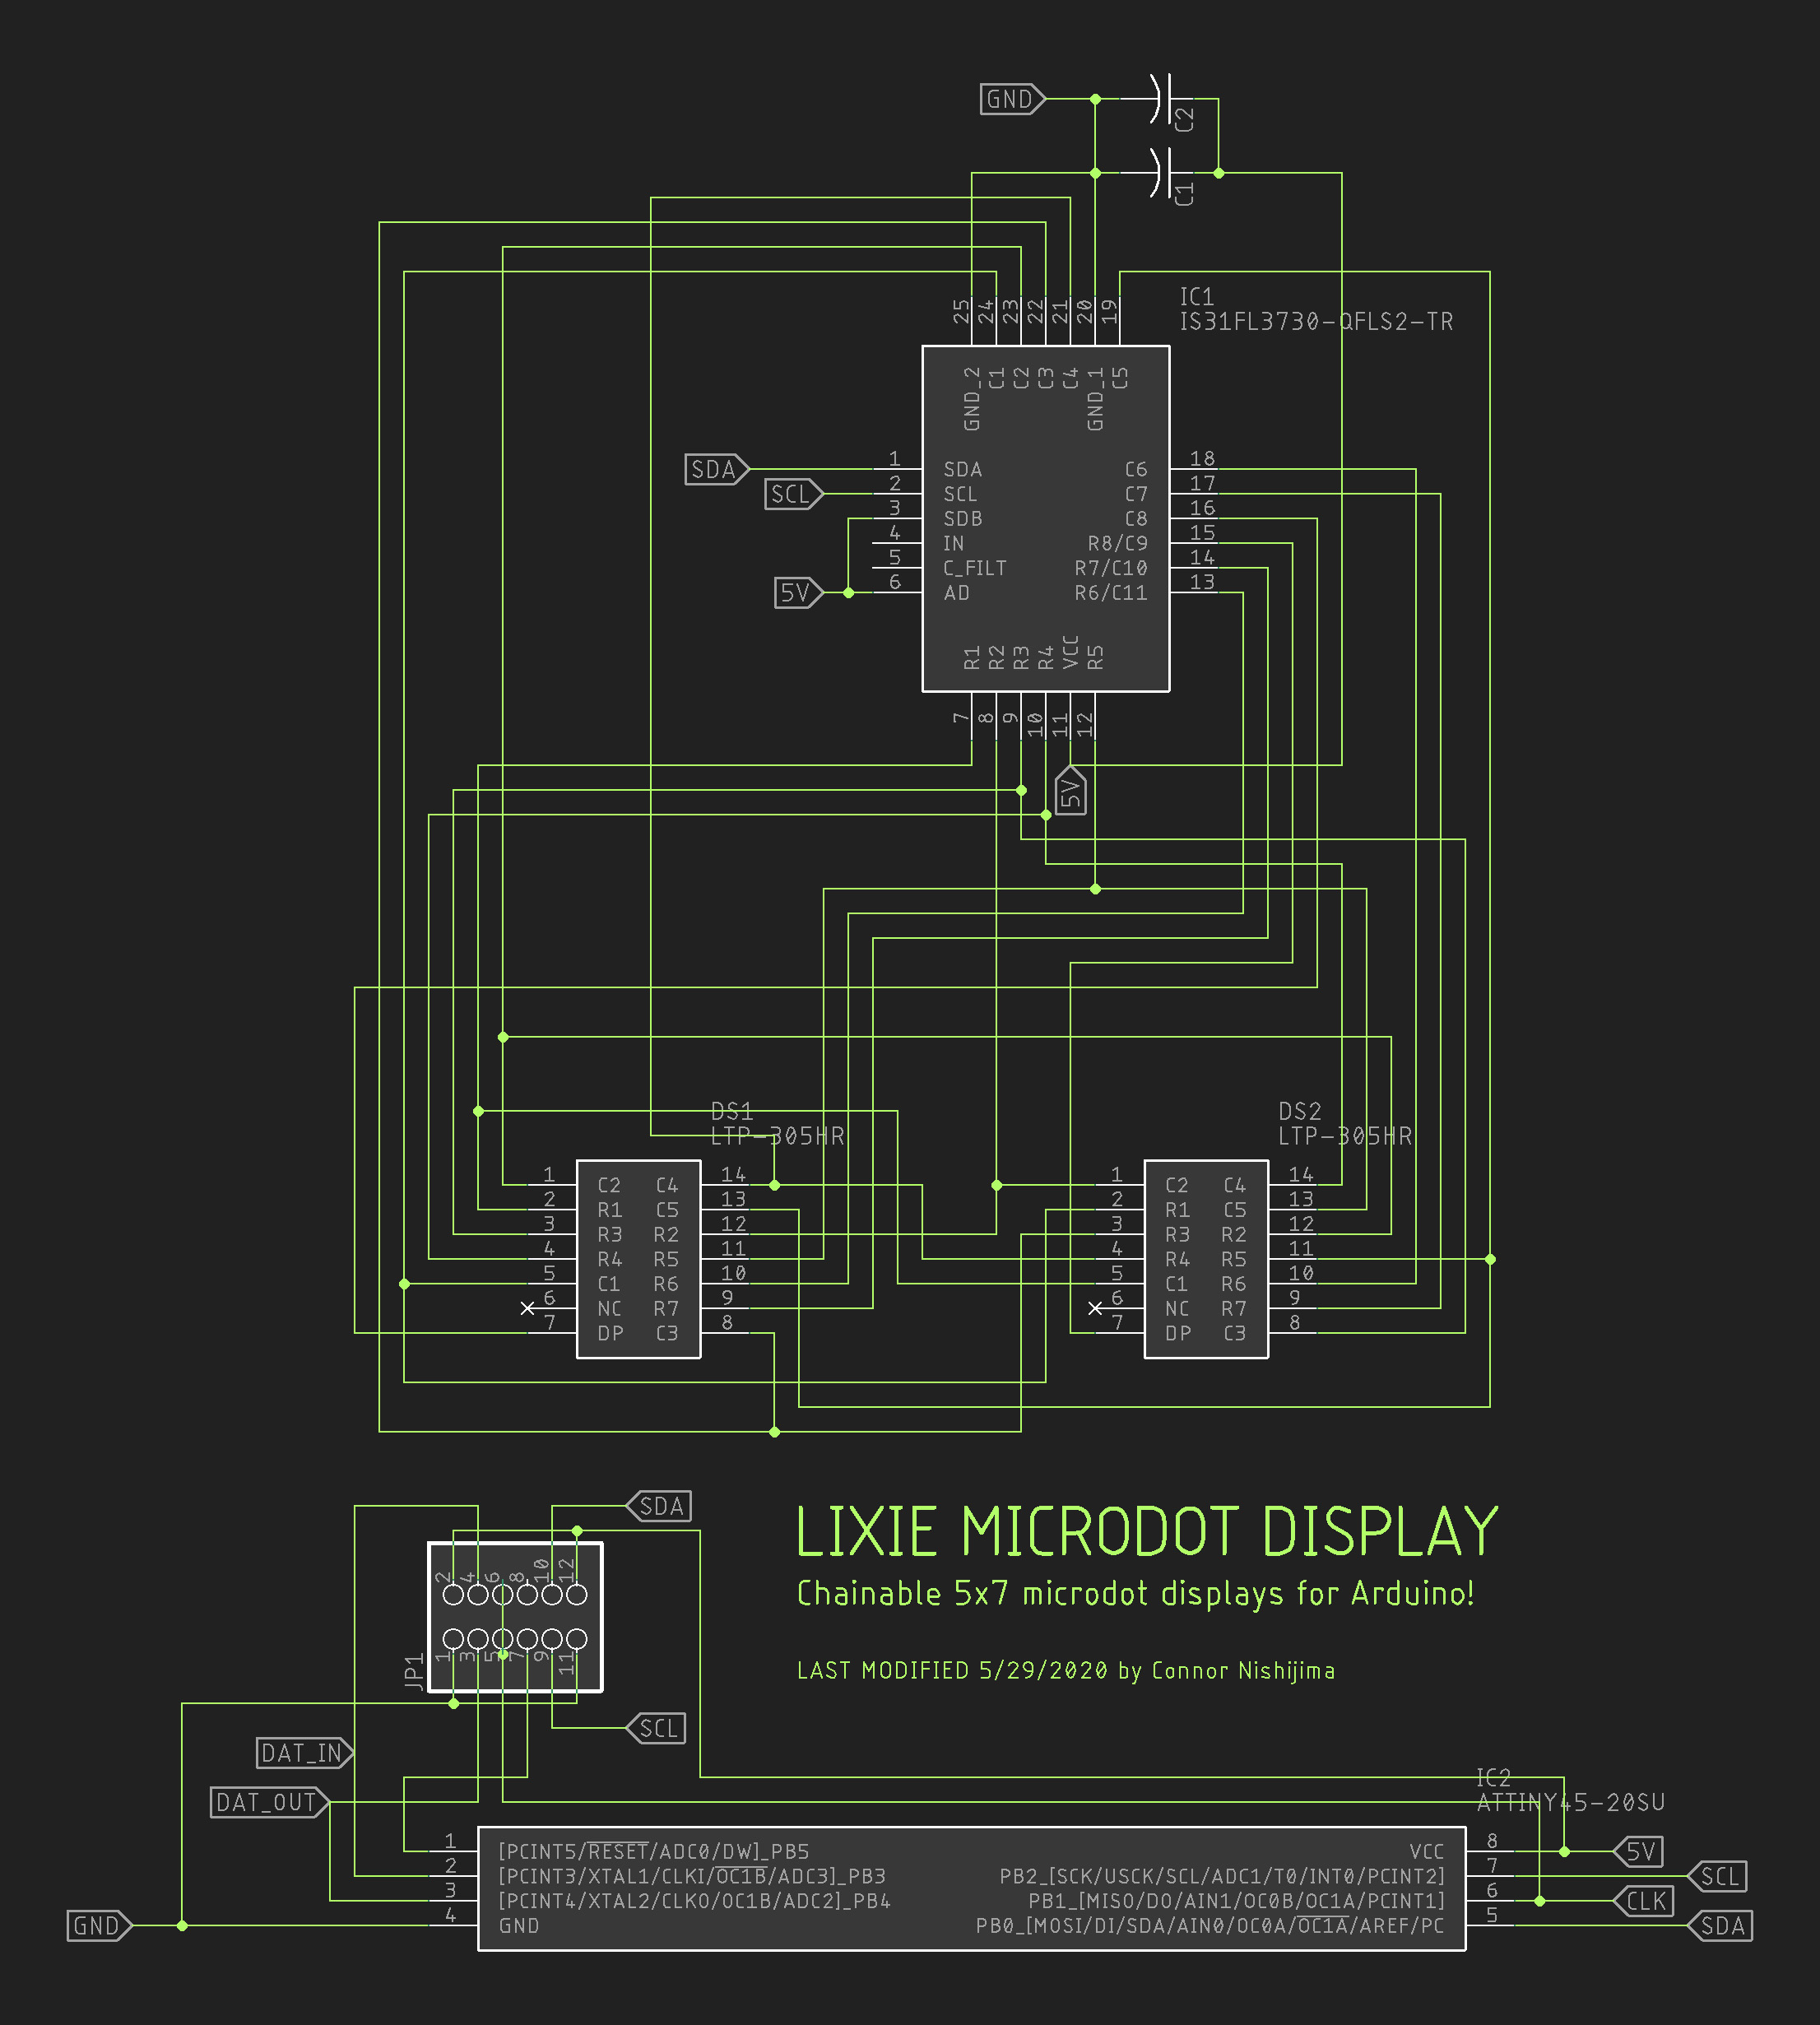 GND
C2
C1
IC1
IS31FL3730-QFLS2-TR
25 24 23 22 21 20 19
GND_2 C1 C2 C3 C4 GND_1 C5
SDA 1 SDA C6 18
SCL 2 SCL C7 17
3 SDB C8 16
4 IN R8/C9 15
5 C_FILT R7/C10 14
5V 6 AD R6/C11 13
R1 R2 R3 R4 VCC R5
7 8 9 10 11 12
5V
DS1
LTP-305HR
1 C2 C4 14
2 R1 C5 13
3 R3 R2 12
4 R4 R5 11
5 C1 R6 10
6 NC R7 9
7 DP C3 8
DS2
LTP-305HR
1 C2 C4 14
2 R1 C5 13
3 R3 R2 12
4 R4 R5 11
5 C1 R6 10
6 NC R7 9
7 DP C3 8
SDA
2 4 6 8 10 12
1 3 5 7 9 11
JP1
SCL
LIXIE MICRODOT DISPLAY
Chainable 5x7 microdot displays for Arduino!
LAST MODIFIED 5/29/2020 by Connor Nishijima
DAT_IN
DAT_OUT
GND
IC2
ATTINY45-20SU
1 [PCINT5/RESET/ADC0/DW]_PB5 VCC 8 5V
2 [PCINT3/XTAL1/CLKI/OC1B/ADC3]_PB3 PB2_[SCK/USCK/SCL/ADC1/T0/INT0/PCINT2] 7 SCL
3 [PCINT4/XTAL2/CLKO/OC1B/ADC2]_PB4 PB1_[MISO/DO/AIN1/OC0B/OC1A/PCINT1] 6 CLK
4 GND PB0_[MOSI/DI/SDA/AIN0/OC0A/OC1A/AREF/PC 5 SDA